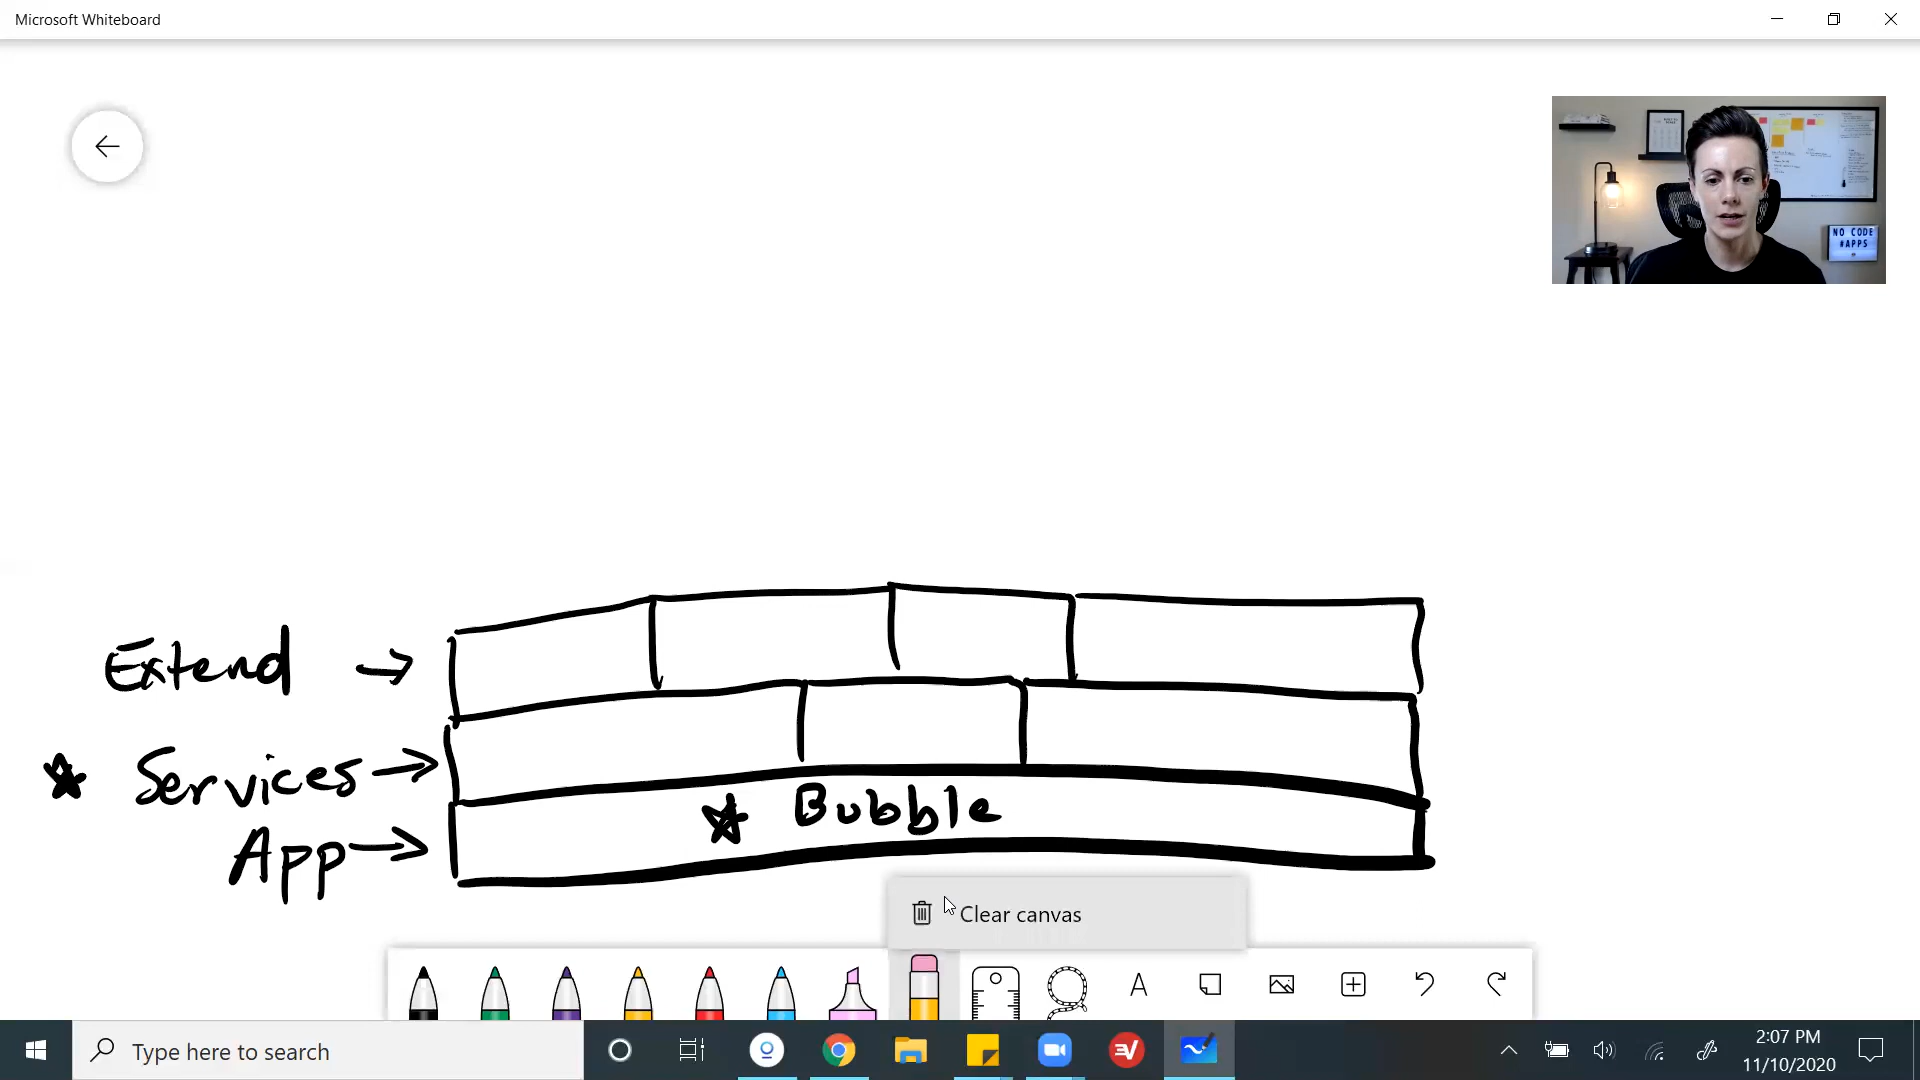 Microsoft Whiteboard
NO CODE
#APPS
Extend
Services
Bubble
App
Clear canvas
A
Type here to search
2:07 PM
11/10/2020